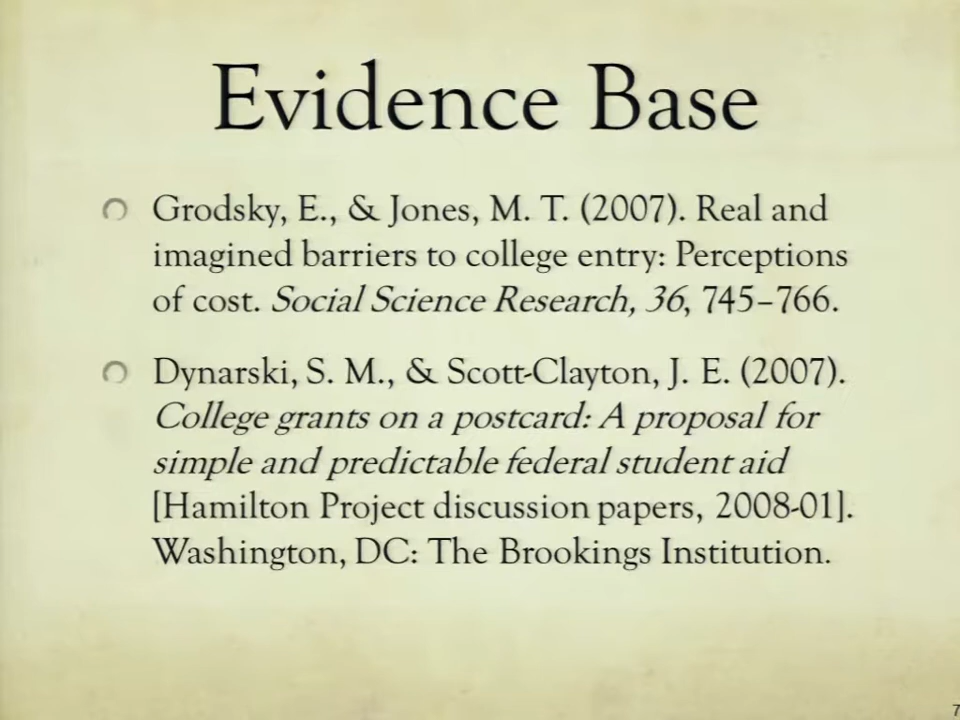 Evidence Base
Grodsky, E., & Jones, M. T. (2007). Real and
imagined barriers to college entry: Perceptions
of cost. Social Science Research, 36, 745–766.
Dynarski, S. M., & Scott-Clayton, J. E. (2007).
College grants on a postcard: A proposal for
simple and predictable federal student aid
[Hamilton Project discussion papers, 2008-01].
Washington, DC: The Brookings Institution.
7